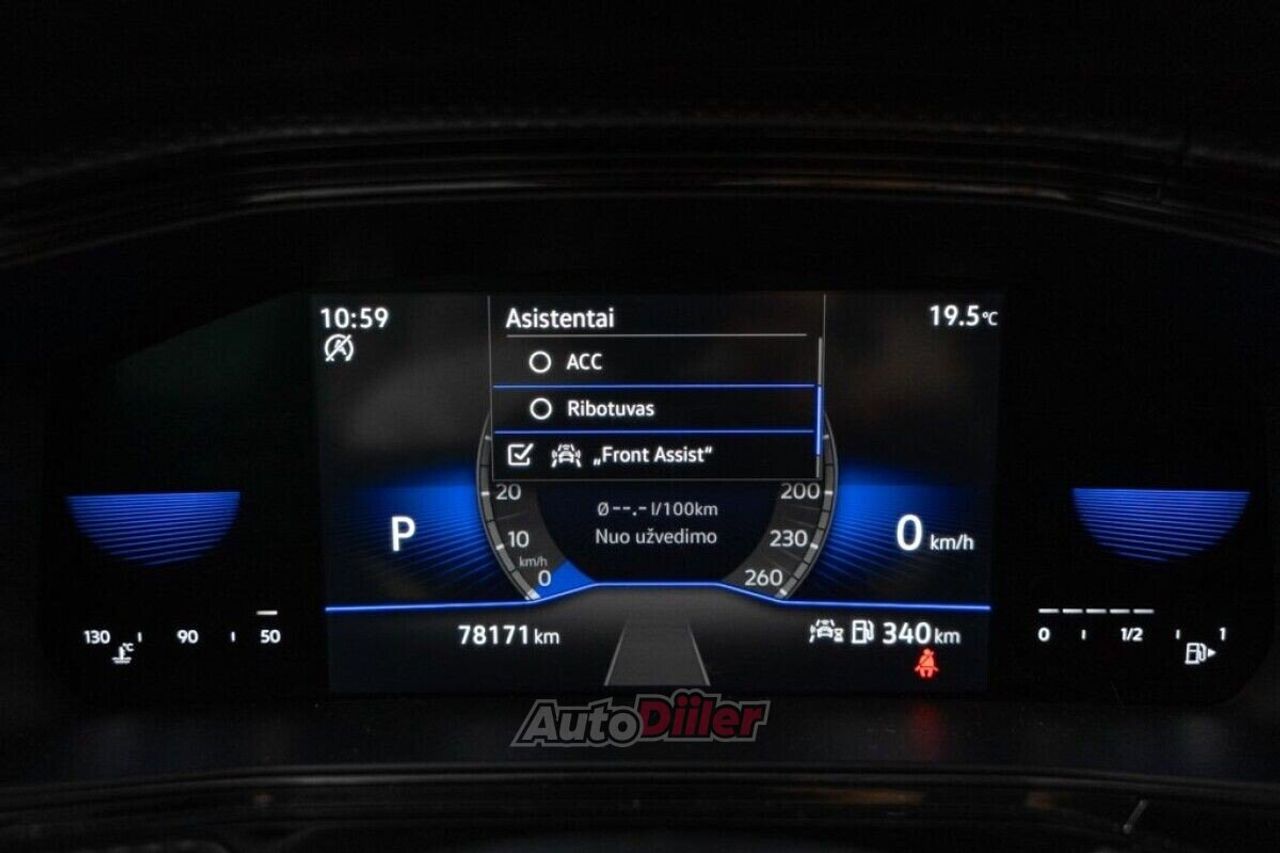 10:59
Asistentai
19.5°C
ACC
Ribotuvas
„Front Assist“
20
Ø--.-l/100km
200
P
10
Nuo užvedimo
230
0 km/h
km/h
0
260
130
°C
90
50
78171 km
340 km
0
1/2
1
AutoDiiler